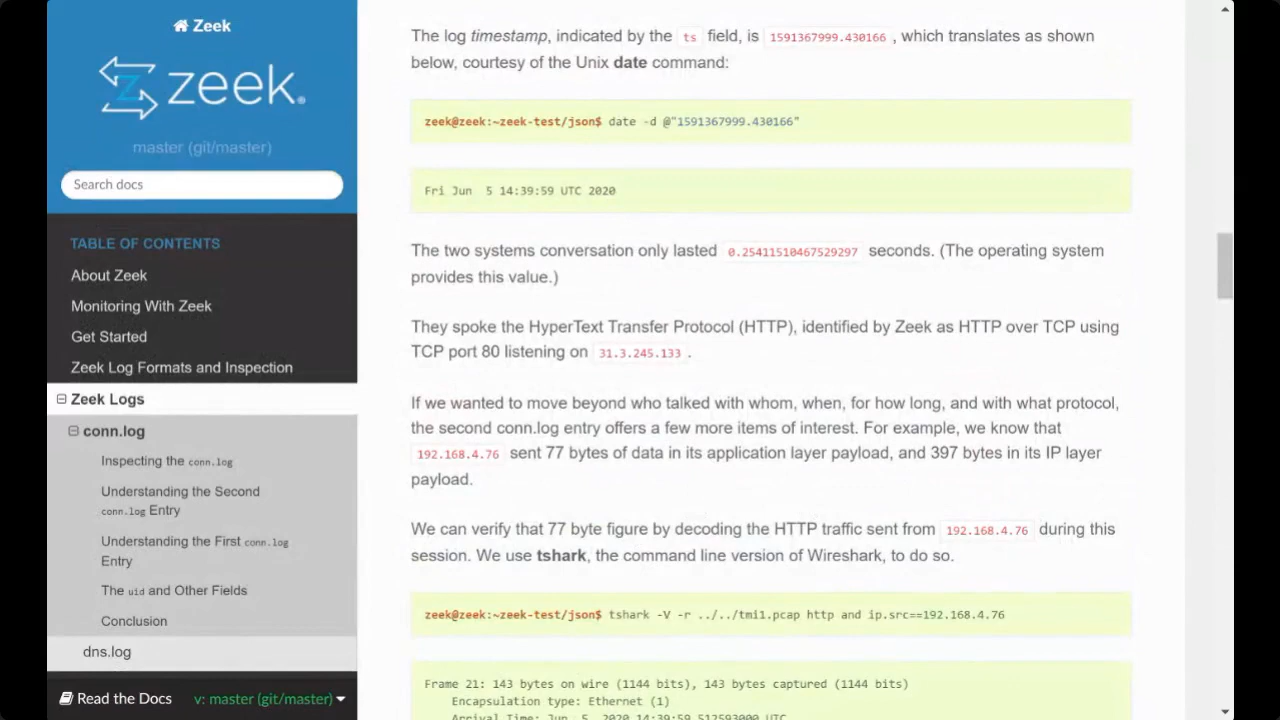 Zeek
zeek®
master (git/master)
Search docs
TABLE OF CONTENTS
About Zeek
Monitoring With Zeek
Get Started
Zeek Log Formats and Inspection
Zeek Logs
conn.log
Inspecting the conn.log
Understanding the Second
conn.log Entry
Understanding the First conn.log
Entry
The uid and Other Fields
Conclusion
dns.log
Read the Docs v: master (git/master)
The log timestamp, indicated by the ts field, is 1591367999.430166 , which translates as shown
below, courtesy of the Unix date command:
zeek@zeek:~zeek-test/json$ date -d @"1591367999.430166"
Fri Jun  5 14:39:59 UTC 2020
The two systems conversation only lasted 0.25411510467529297 seconds. (The operating system
provides this value.)
They spoke the HyperText Transfer Protocol (HTTP), identified by Zeek as HTTP over TCP using
TCP port 80 listening on 31.3.245.133 .
If we wanted to move beyond who talked with whom, when, for how long, and with what protocol,
the second conn.log entry offers a few more items of interest. For example, we know that
192.168.4.76 sent 77 bytes of data in its application layer payload, and 397 bytes in its IP layer
payload.
We can verify that 77 byte figure by decoding the HTTP traffic sent from 192.168.4.76 during this
session. We use tshark, the command line version of Wireshark, to do so.
zeek@zeek:~zeek-test/json$ tshark -V -r ../../tmi1.pcap http and ip.src==192.168.4.76
Frame 21: 143 bytes on wire (1144 bits), 143 bytes captured (1144 bits)
Encapsulation type: Ethernet (1)
Arrival Time: Jun  5, 2020 14:39:59.512593000 UTC